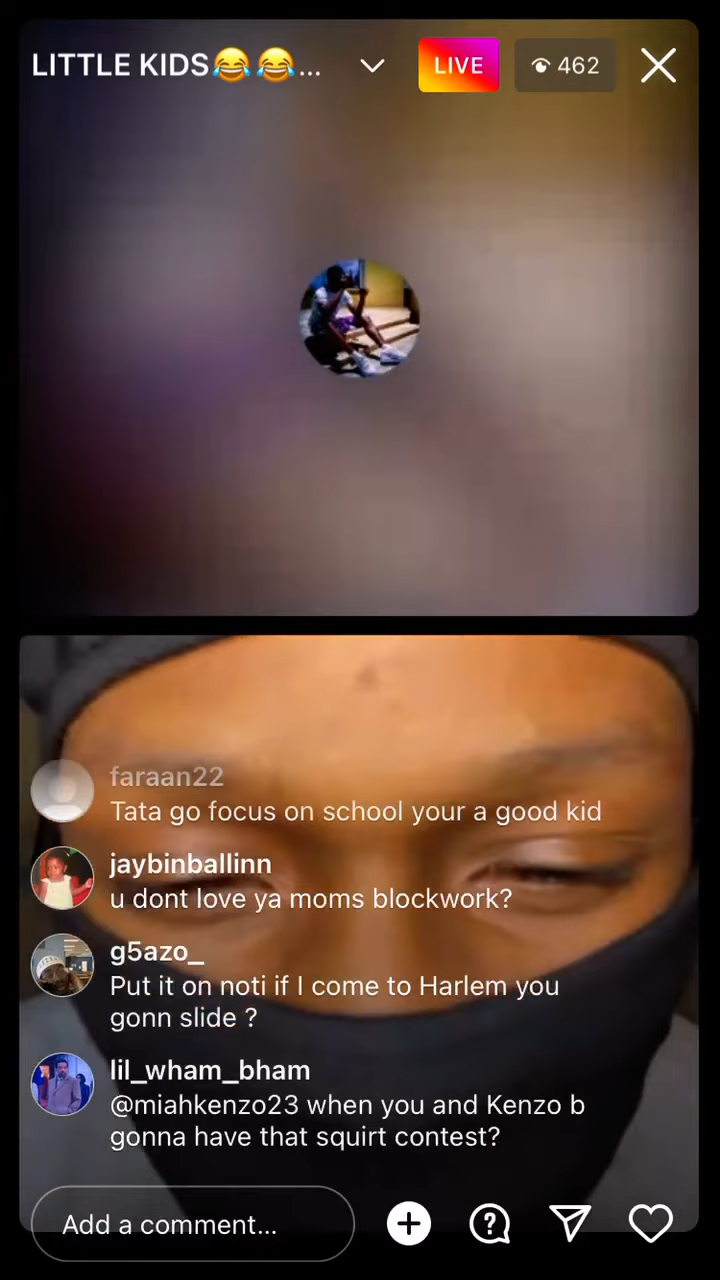 LITTLE KIDS😂😂...
LIVE
462
faraan22
Tata go focus on school your a good kid
jaybinballinn
u dont love ya moms blockwork?
g5azo_
Put it on noti if I come to Harlem you
gonn slide ?
lil_wham_bham
@miahkenzo23 when you and Kenzo b
gonna have that squirt contest?
Add a comment...